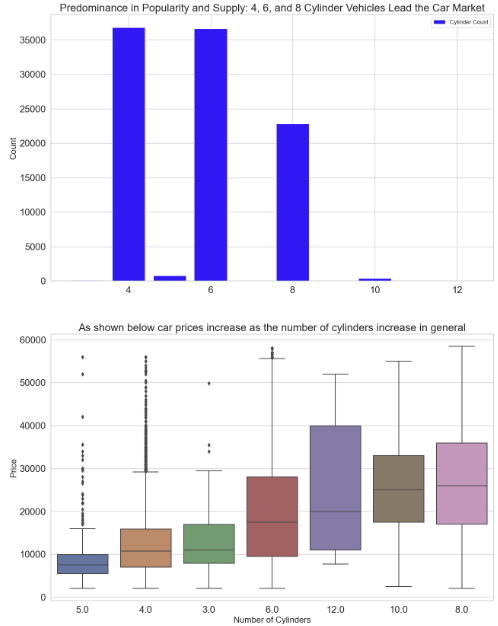 Predominance in Popularity and Supply: 4, 6, and 8 Cylinder Vehicles Lead the Car Market
Cylinder Count
35000
30000
25000
20000
15000
10000
5000
0
Count
4 6 8 10 12
As shown below car prices increase as the number of cylinders increase in general
60000
50000
40000
30000
20000
10000
0
Price
5.0 4.0 3.0 6.0 12.0 10.0 8.0
Number of Cylinders